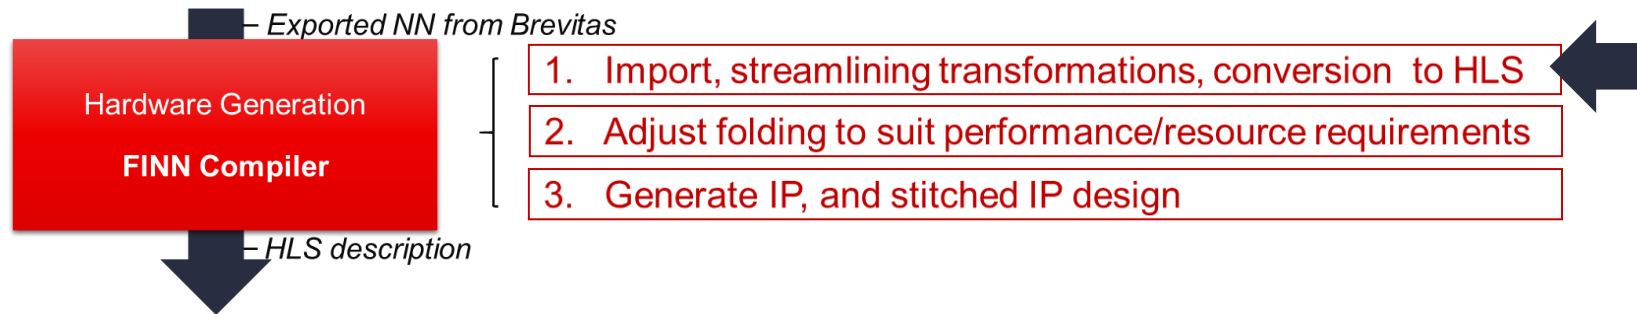 – Exported NN from Brevitas
Hardware Generation
FINN Compiler
1. Import, streamlining transformations, conversion to HLS
2. Adjust folding to suit performance/resource requirements
3. Generate IP, and stitched IP design
– HLS description